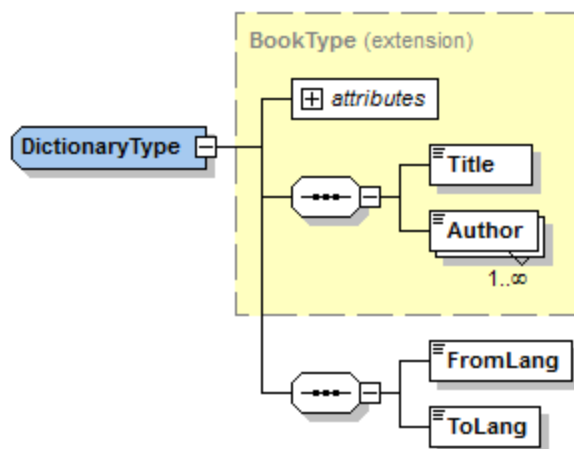 BookType (extension)
attributes
DictionaryType
Title
Author
1..∞
FromLang
ToLang